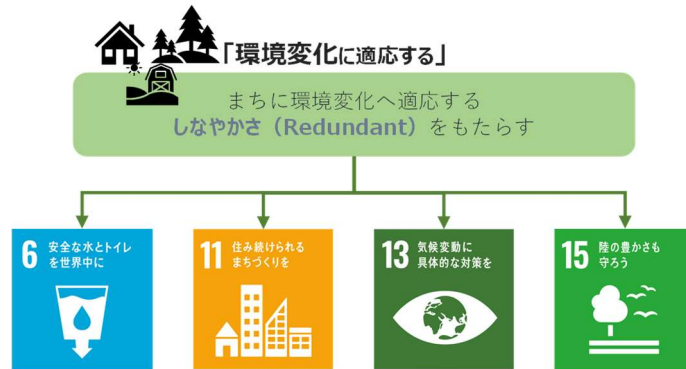 「環境変化に適応する」
まちに環境変化へ適応する
しなやかさ（Redundant）をもたらす
6 安全な水とトイレ
を世界中に
11 住み続けられる
まちづくりを
13 気候変動に
具体的な対策を
15 陸の豊かさも
守ろう